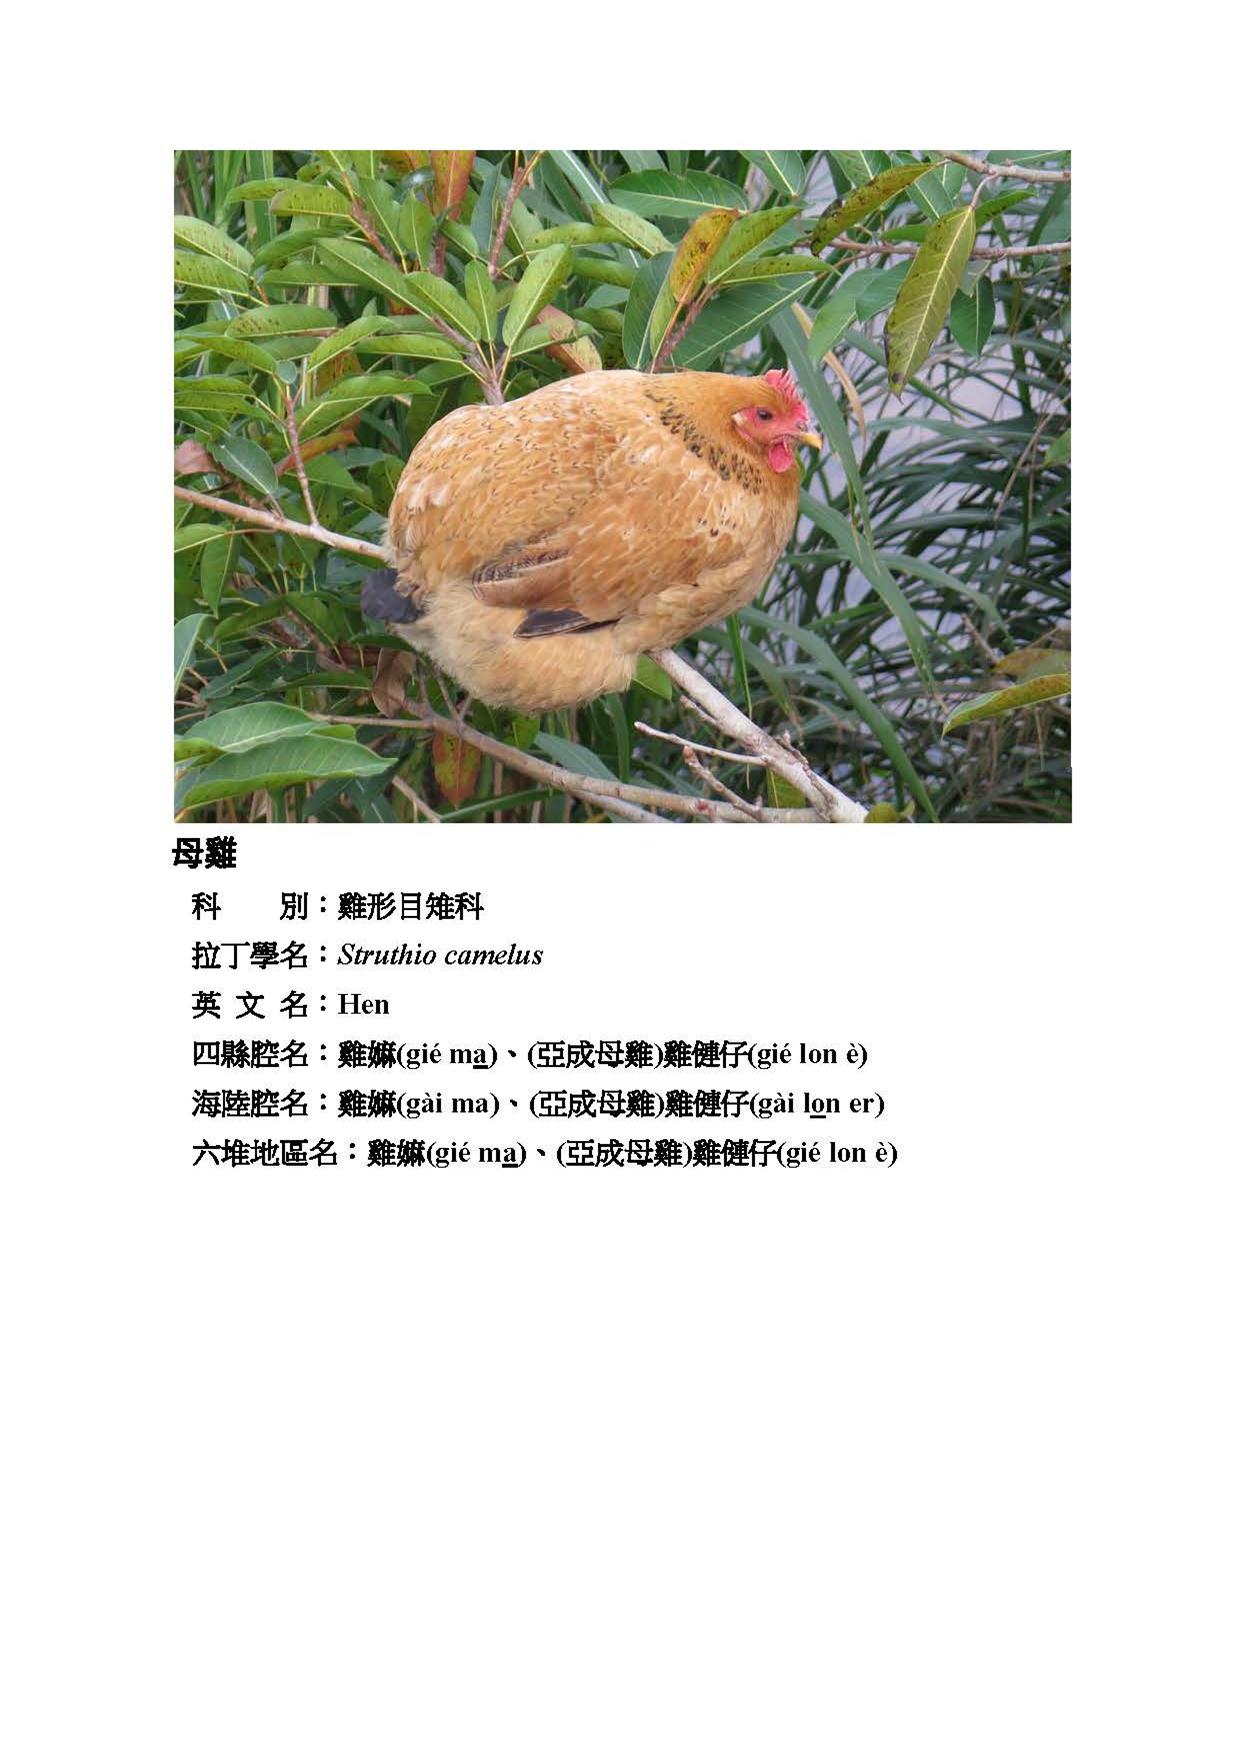 母雞
科　　別：雞形目雉科
拉丁學名：Struthio camelus
英 文 名：Hen
四縣腔名：雞嫲(gié ma)、(亞成母雞)雞僆仔(gié lon è)
海陸腔名：雞嫲(gài ma)、(亞成母雞)雞僆仔(gài lon er)
六堆地區名：雞嫲(gié ma)、(亞成母雞)雞僆仔(gié lon è)